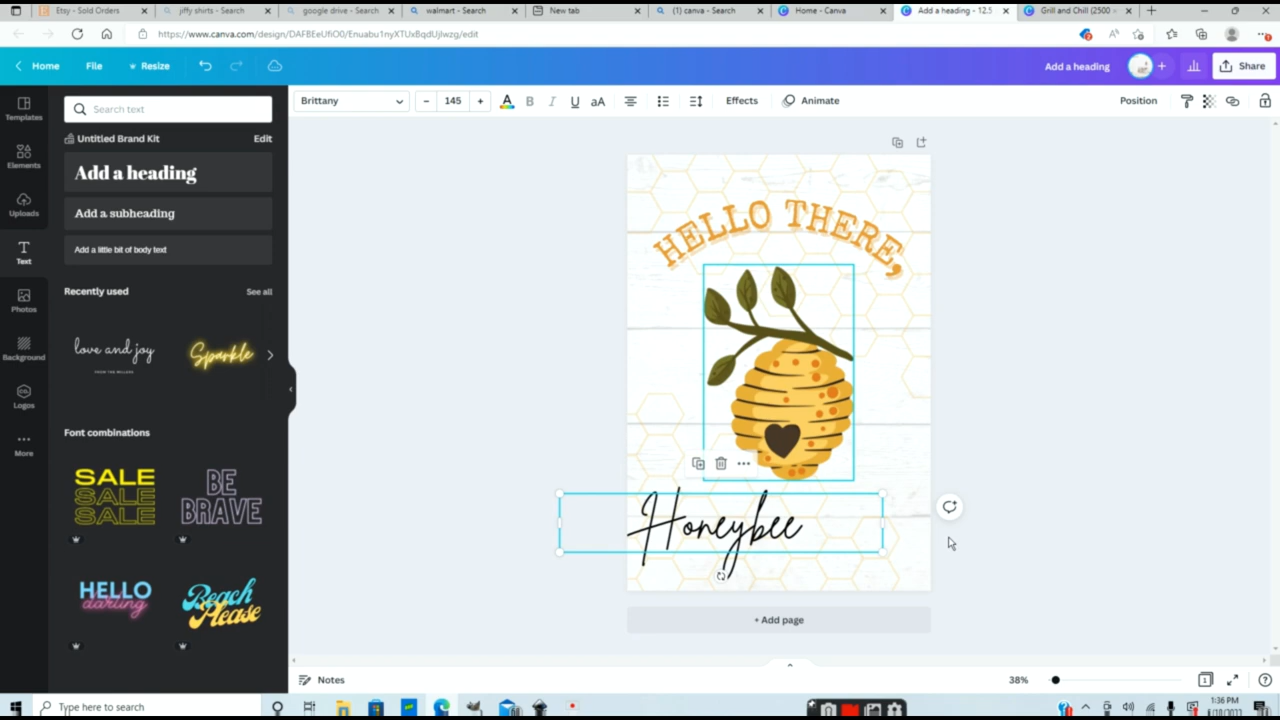 Etsy - Sold Orders
jiffy shirts - Search
google drive - Search
walmart - Search
New tab
(1) canva - Search
Home - Canva
Add a heading - 12.5
Grill and Chill (2500 ×
https://www.canva.com/design/DAFBEeUfiO0/Enuabu1nyXTUxBqdUjlwzg/edit
Home
File
Resize
Add a heading
Share
Templates
Elements
Uploads
Text
Photos
Background
Logos
More
Search text
Untitled Brand Kit
Edit
Add a heading
Add a subheading
Add a little bit of body text
Recently used
See all
love and joy
Sparkle
Font combinations
SALE
SALE
SALE
BE
BRAVE
HELLO
darling
Beach
Please
Brittany
145
A
B
I
U
aA
Effects
Animate
Position
HELLO THERE,
Honeybee
+ Add page
Notes
38%
1
Type here to search
1:36 PM